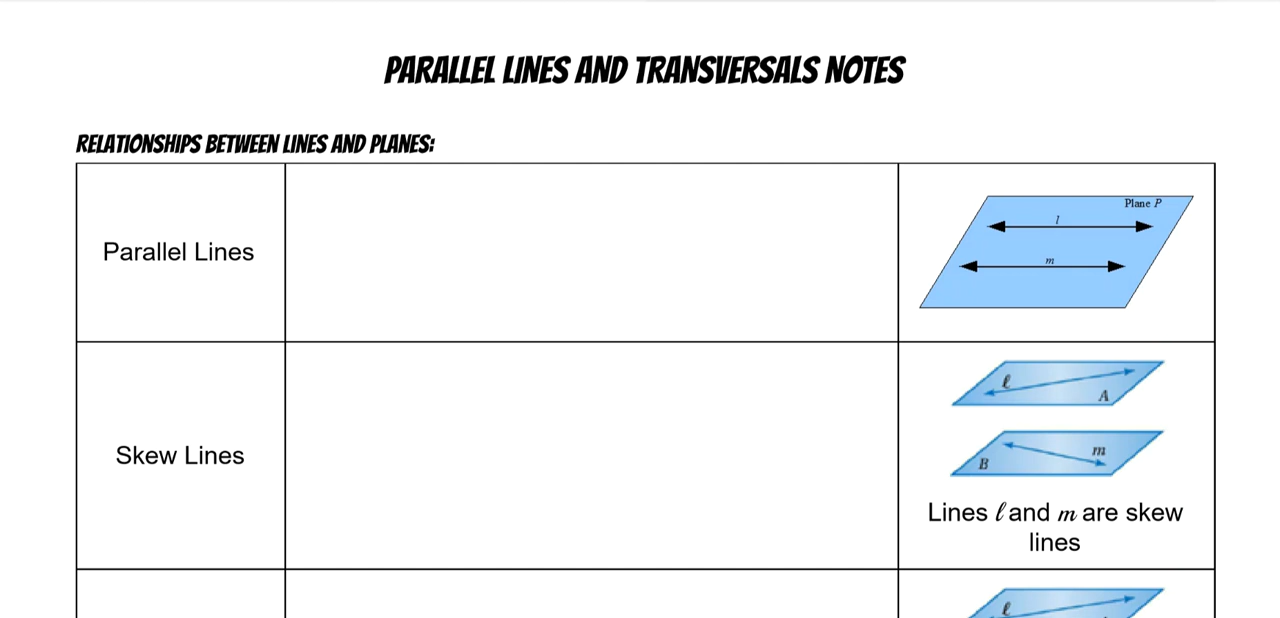 PARALLEL LINES AND TRANSVERSALS NOTES
RELATIONSHIPS BETWEEN LINES AND PLANES:
Parallel Lines
Plane P
l
m
Skew Lines
ℓ
A
m
B
Lines ℓ and m are skew
lines
ℓ